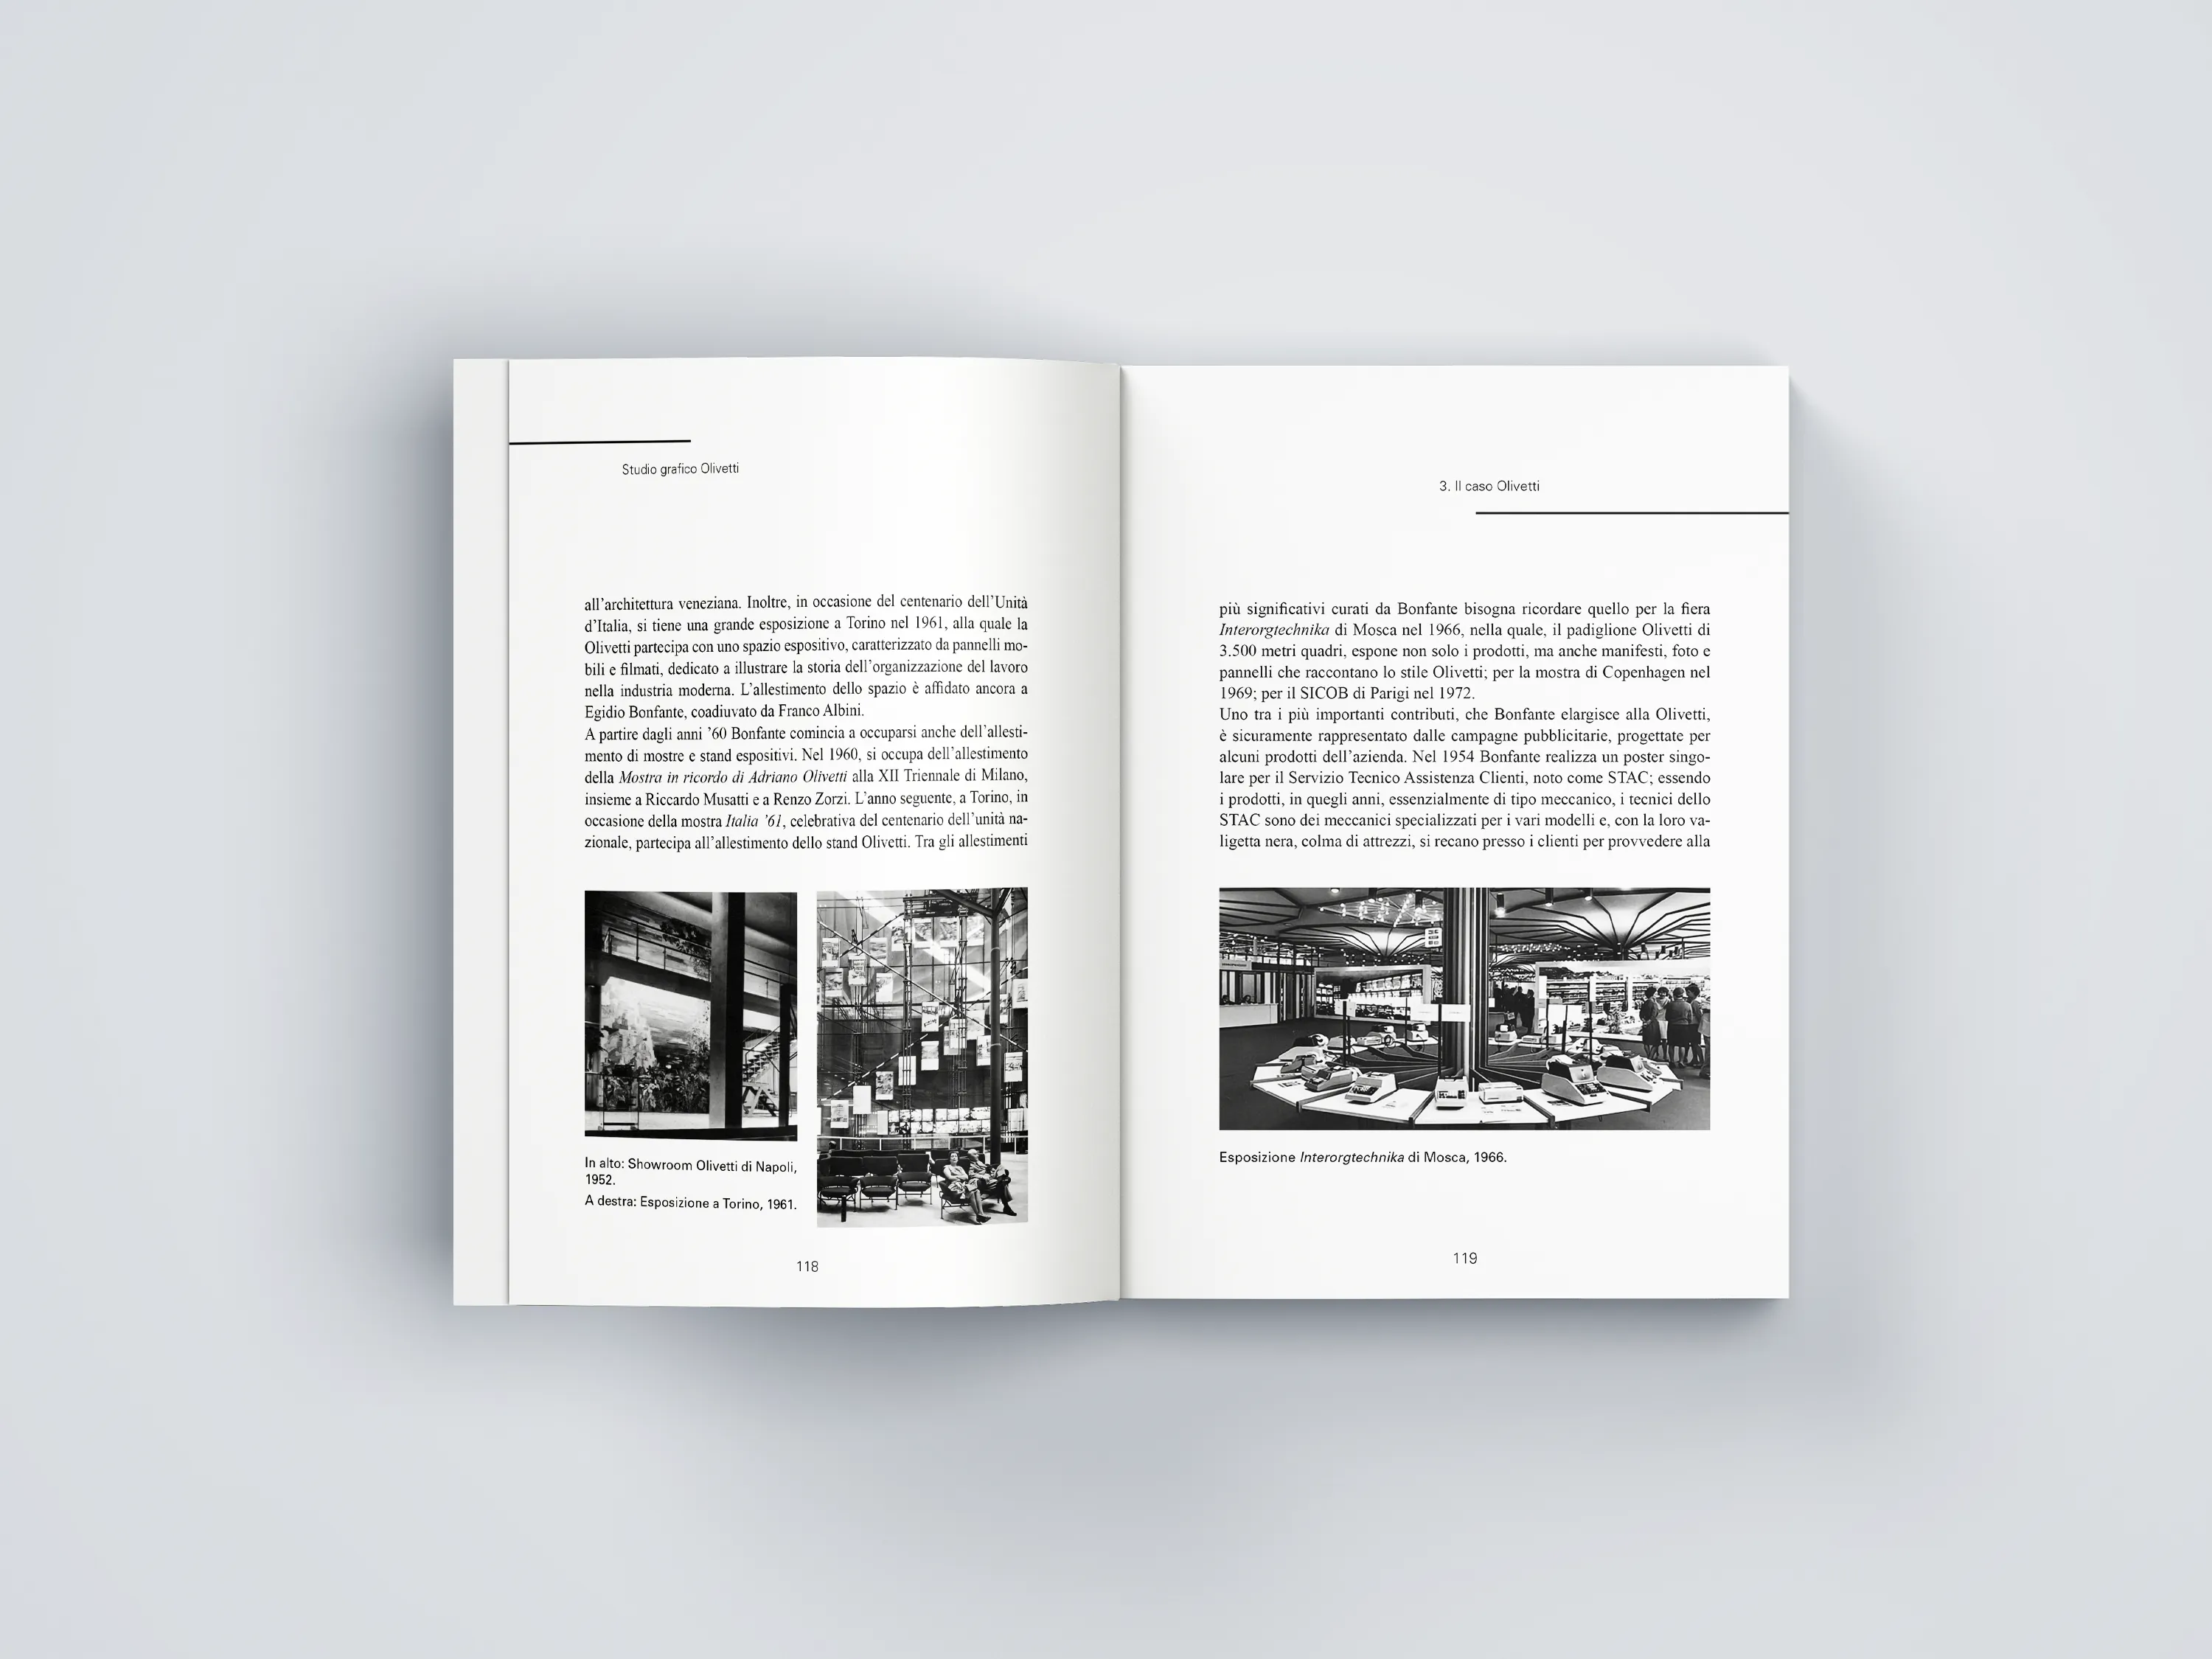 Studio grafico Olivetti
all’architettura veneziana. Inoltre, in occasione del centenario dell’Unità
d’Italia, si tiene una grande esposizione a Torino nel 1961, alla quale la
Olivetti partecipa con uno spazio espositivo, caratterizzato da pannelli mo-
bili e filmati, dedicato a illustrare la storia dell’organizzazione del lavoro
nella industria moderna. L’allestimento dello spazio è affidato ancora a
Egidio Bonfante, coadiuvato da Franco Albini.
A partire dagli anni ’60 Bonfante comincia a occuparsi anche dell’allesti-
mento di mostre e stand espositivi. Nel 1960, si occupa dell’allestimento
della Mostra in ricordo di Adriano Olivetti alla XII Triennale di Milano,
insieme a Riccardo Musatti e a Renzo Zorzi. L’anno seguente, a Torino, in
occasione della mostra Italia ’61, celebrativa del centenario dell’unità na-
zionale, partecipa all’allestimento dello stand Olivetti. Tra gli allestimenti
In alto: Showroom Olivetti di Napoli,
1952.
A destra: Esposizione a Torino, 1961.
118
3. Il caso Olivetti
più significativi curati da Bonfante bisogna ricordare quello per la fiera
Interorgtechnika di Mosca nel 1966, nella quale, il padiglione Olivetti di
3.500 metri quadri, espone non solo i prodotti, ma anche manifesti, foto e
pannelli che raccontano lo stile Olivetti; per la mostra di Copenhagen nel
1969; per il SICOB di Parigi nel 1972.
Uno tra i più importanti contributi, che Bonfante elargisce alla Olivetti,
è sicuramente rappresentato dalle campagne pubblicitarie, progettate per
alcuni prodotti dell’azienda. Nel 1954 Bonfante realizza un poster singo-
lare per il Servizio Tecnico Assistenza Clienti, noto come STAC; essendo
i prodotti, in quegli anni, essenzialmente di tipo meccanico, i tecnici dello
STAC sono dei meccanici specializzati per i vari modelli e, con la loro va-
ligetta nera, colma di attrezzi, si recano presso i clienti per provvedere alla
Esposizione Interorgtechnika di Mosca, 1966.
119